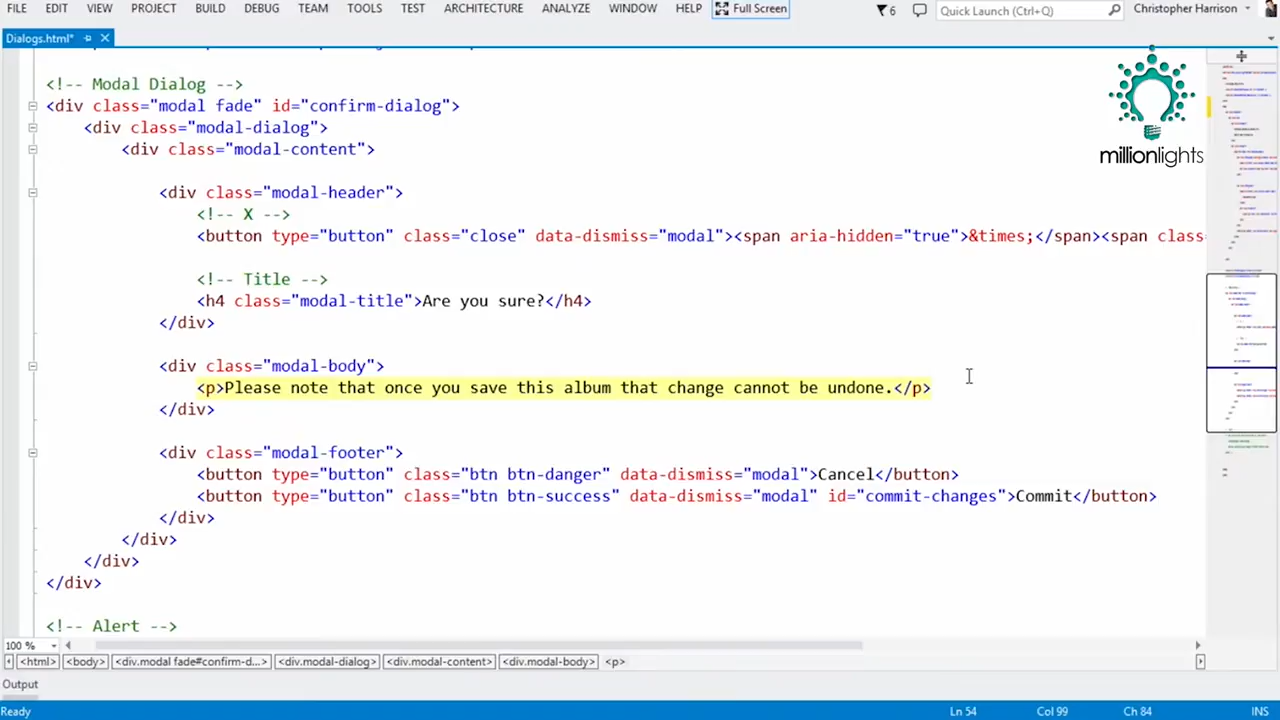 FILE EDIT VIEW PROJECT BUILD DEBUG TEAM TOOLS TEST ARCHITECTURE ANALYZE WINDOW HELP Full Screen 6 Quick Launch (Ctrl+Q) Christopher Harrison
Dialogs.html*
<!-- Modal Dialog -->
<div class="modal fade" id="confirm-dialog">
<div class="modal-dialog">
<div class="modal-content">
<div class="modal-header">
<!-- X -->
<button type="button" class="close" data-dismiss="modal"><span aria-hidden="true">&times;</span><span class=
<!-- Title -->
<h4 class="modal-title">Are you sure?</h4>
</div>
<div class="modal-body">
<p>Please note that once you save this album that change cannot be undone.</p>
</div>
<div class="modal-footer">
<button type="button" class="btn btn-danger" data-dismiss="modal">Cancel</button>
<button type="button" class="btn btn-success" data-dismiss="modal" id="commit-changes">Commit</button>
</div>
</div>
</div>
</div>
<!-- Alert -->
millionlights
100 %
<html> <body> <div.modal fade#confirm-d...> <div.modal-dialog> <div.modal-content> <div.modal-body> <p>
Output
Ready Ln 54 Col 99 Ch 84 INS